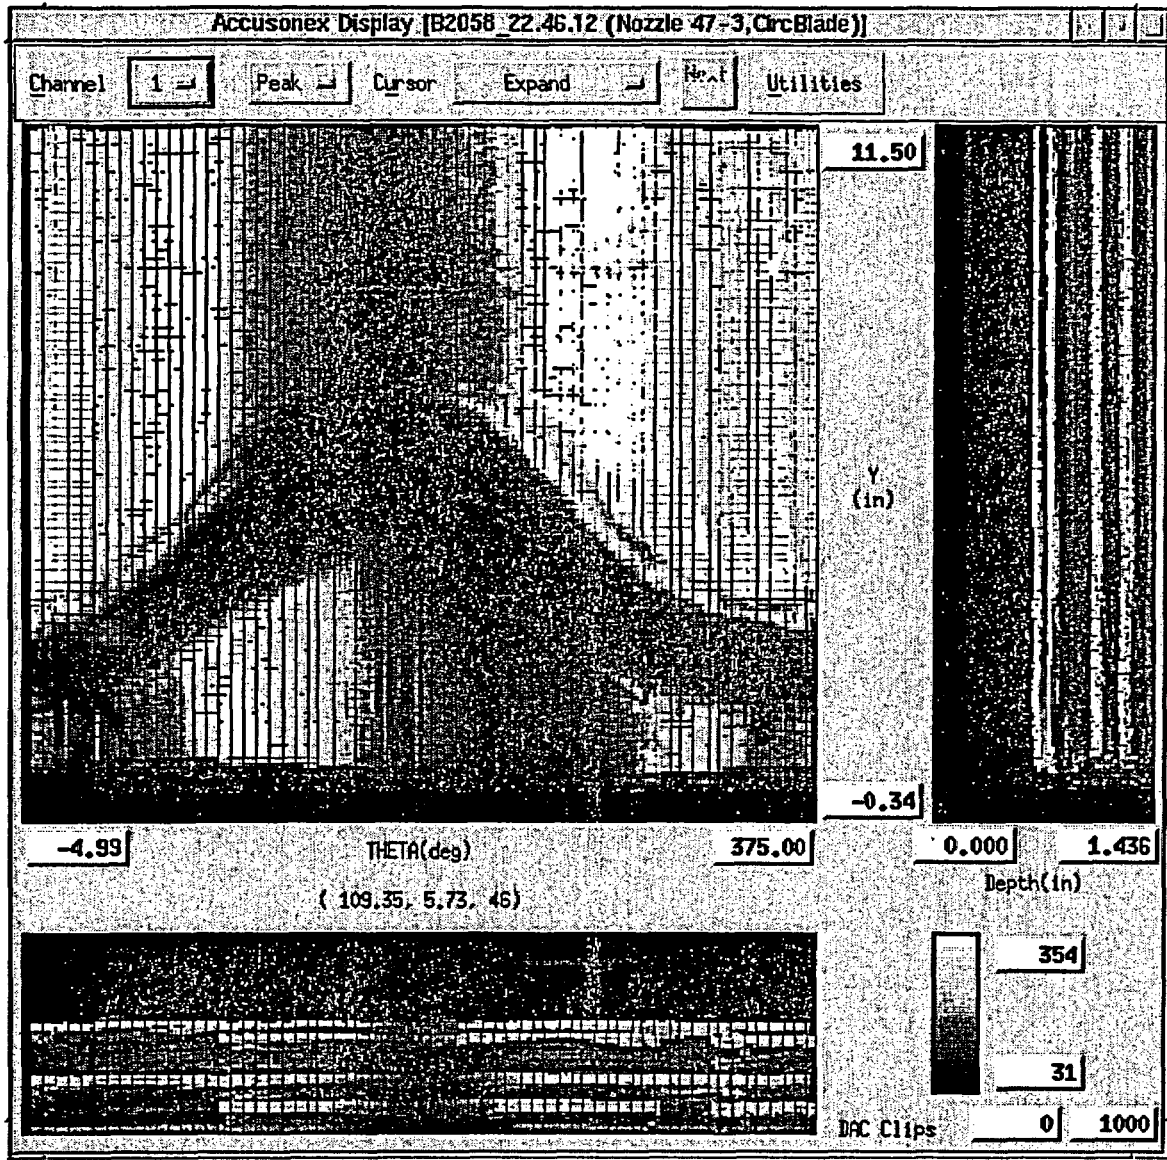 Accusonex Display [B2058_22.46.12 (Nozzle 47-3,CircBlade)]
Channel 1 Peak Cursor Expand Utilities
11.50
Y
(in)
-0.34
-4.99 THETA(deg) 375.00 0.000 1.436
Depth(in)
( 109.35, 5.73, 46)
354
31
DAC Clips 0 1000